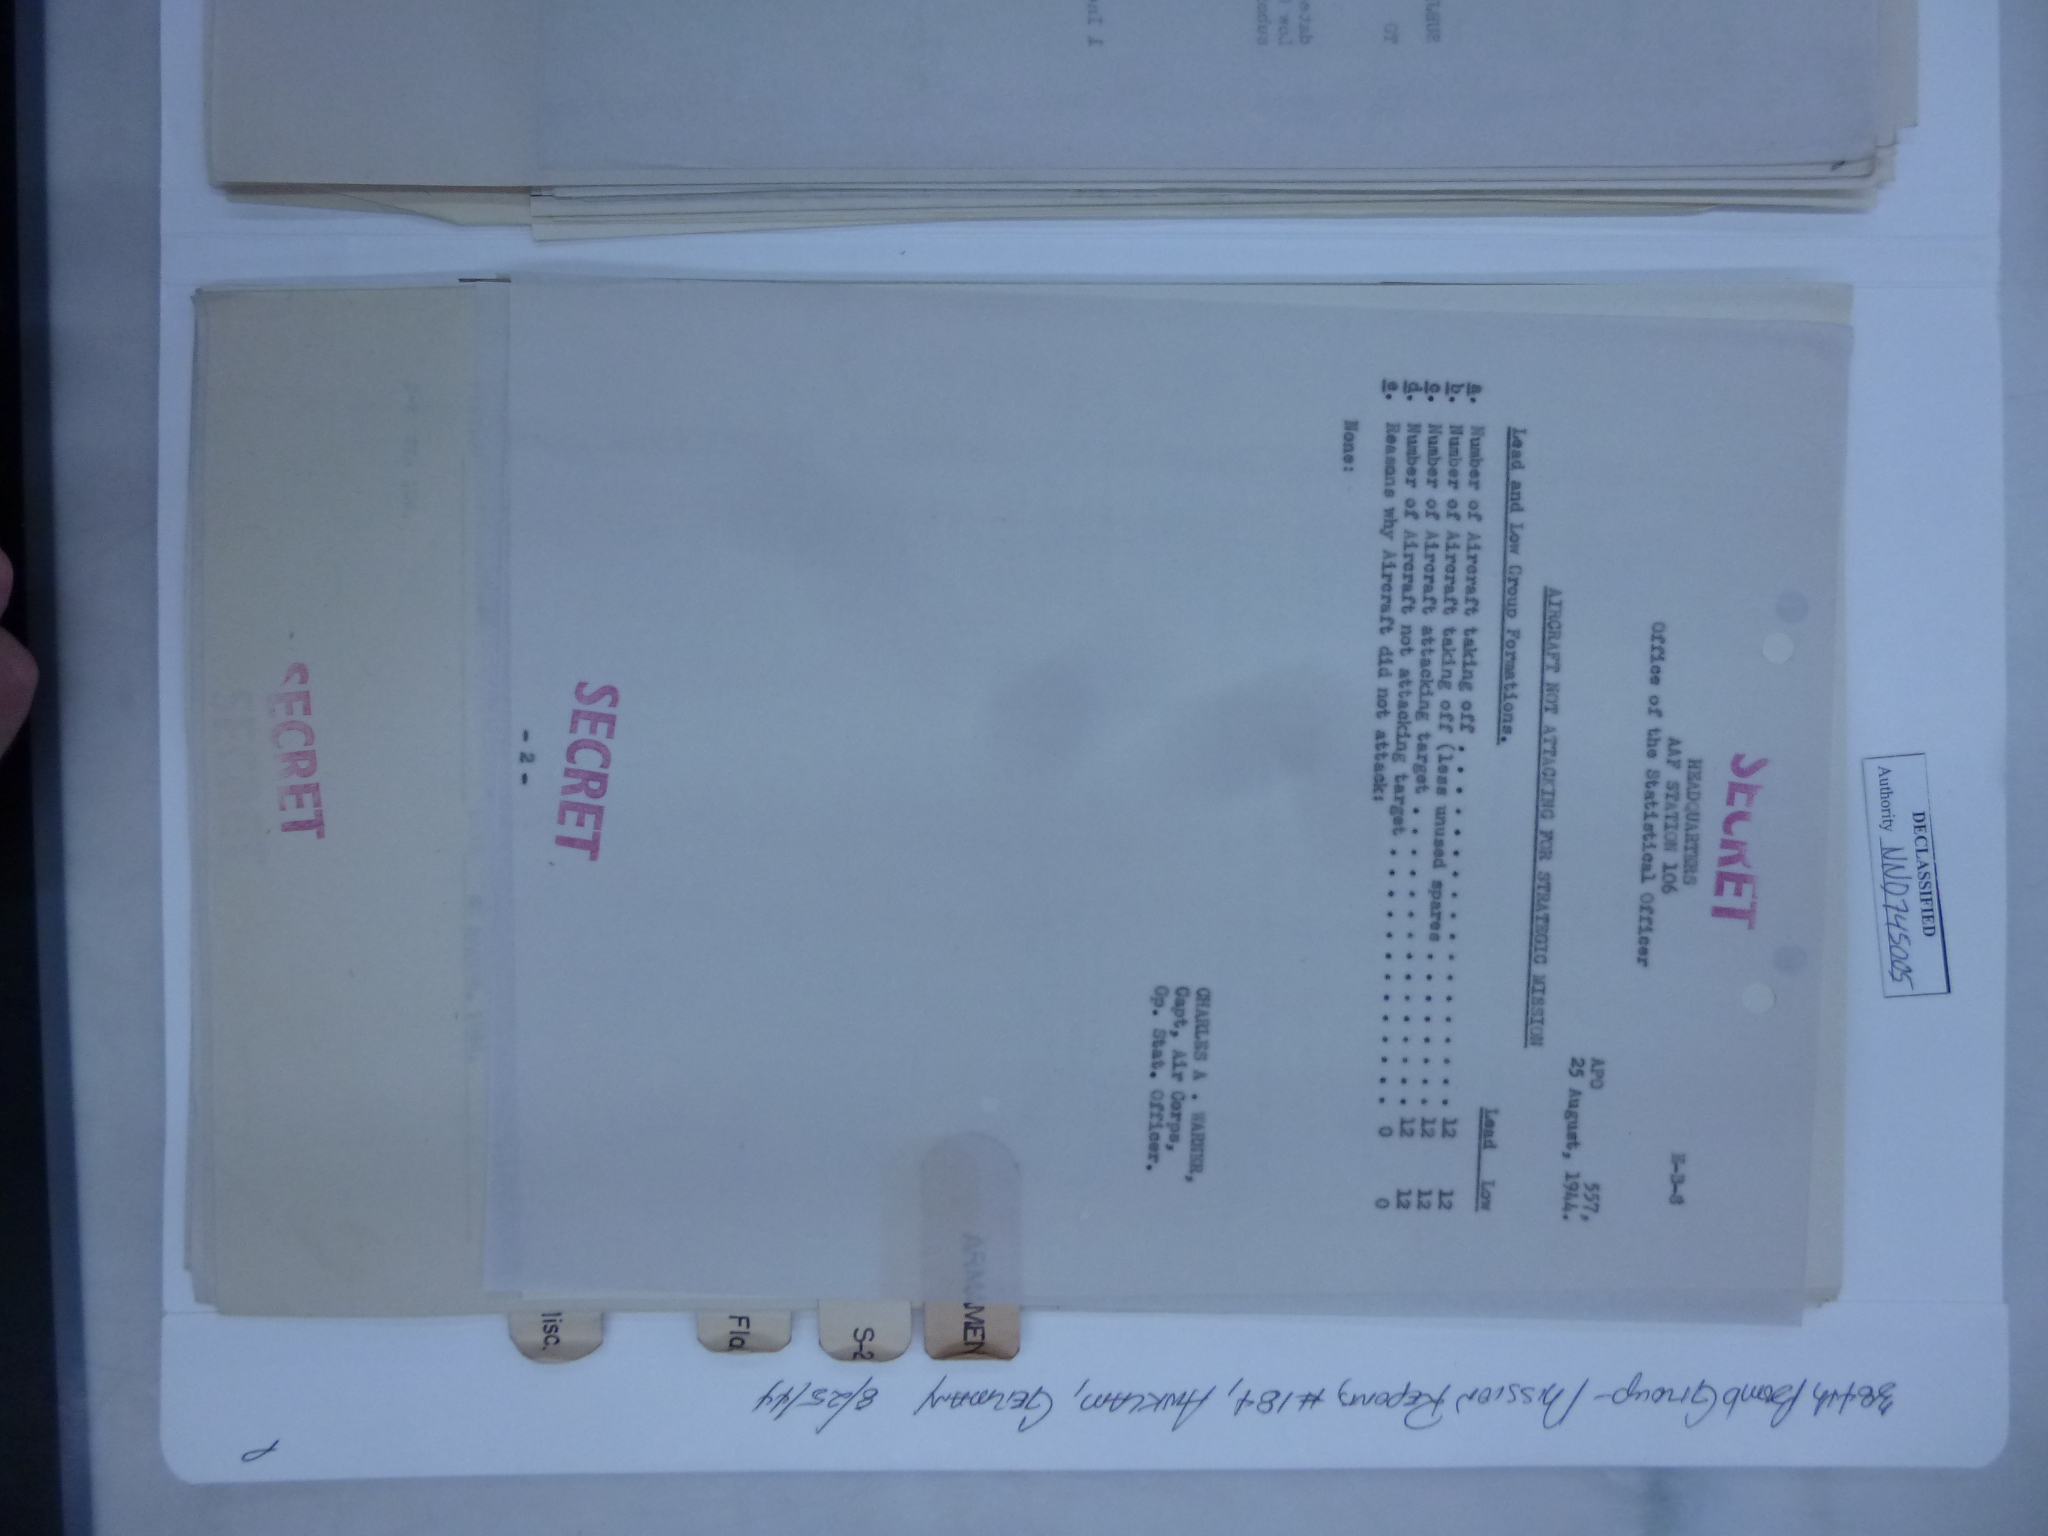 DECLASSIFIED
Authority NND745005
SECRET
HEADQUARTERS
AAF STATION 106
Office of the Statistical Officer
E-B-8
APO 557,
25 August, 1944.
AIRCRAFT NOT ATTACKING FOR STRATEGIC MISSION
Lead and Low Group Formations.
Lead Low
a. Number of Aircraft taking off . . . . . . . . . . . . . . . . . . 12 12
b. Number of Aircraft taking off (less unused spares . . . . . . . . 12 12
c. Number of Aircraft attacking target . . . . . . . . . . . . . . . 12 12
d. Number of Aircraft not attacking target . . . . . . . . . . . . . 0 0
e. Reasons why Aircraft did not attack:
None:
CHARLES A . WARNER,
Capt, Air Corps,
Gp. Stat. Officer.
SECRET
- 2 -
SECRET
ARMAMEN
S-2
Fla
isc.
384th Bomb Group - Mission Report #184, Anklam, Germany 8/25/44